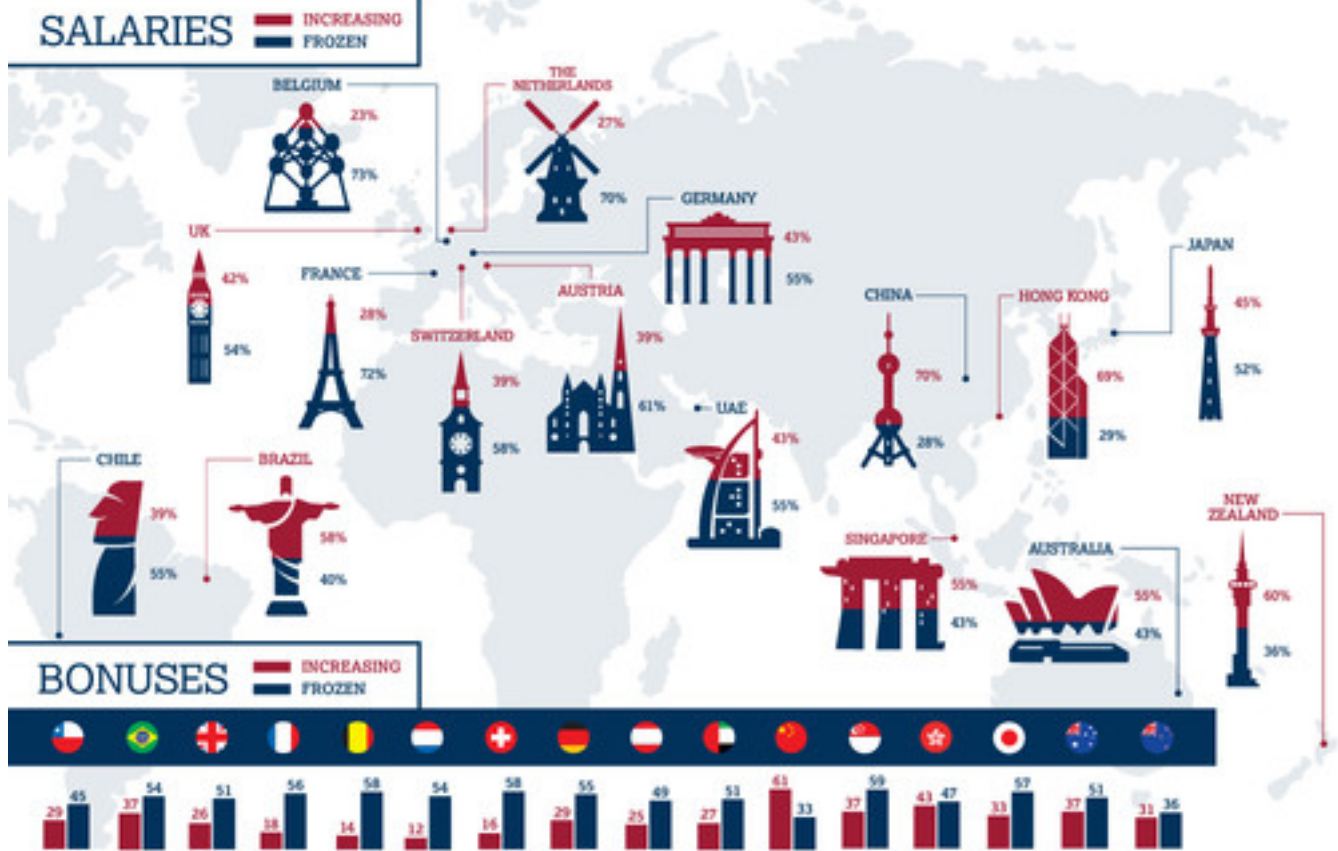 SALARIES
INCREASING
FROZEN
BELGIUM
23%
73%
THE
NETHERLANDS
27%
70%
GERMANY
43%
55%
UK
42%
54%
FRANCE
28%
72%
SWITZERLAND
39%
58%
AUSTRIA
39%
61%
UAE
43%
55%
CHINA
70%
28%
HONG KONG
69%
29%
JAPAN
45%
52%
CHILE
39%
55%
BRAZIL
58%
40%
SINGAPORE
55%
43%
AUSTRALIA
55%
43%
NEW
ZEALAND
60%
36%
BONUSES
INCREASING
FROZEN
29 45 37 54 26 51 18 56 14 58 12 54 16 58 29 55 25 49 27 51 61 33 37 59 43 47 33 57 37 51 31 36